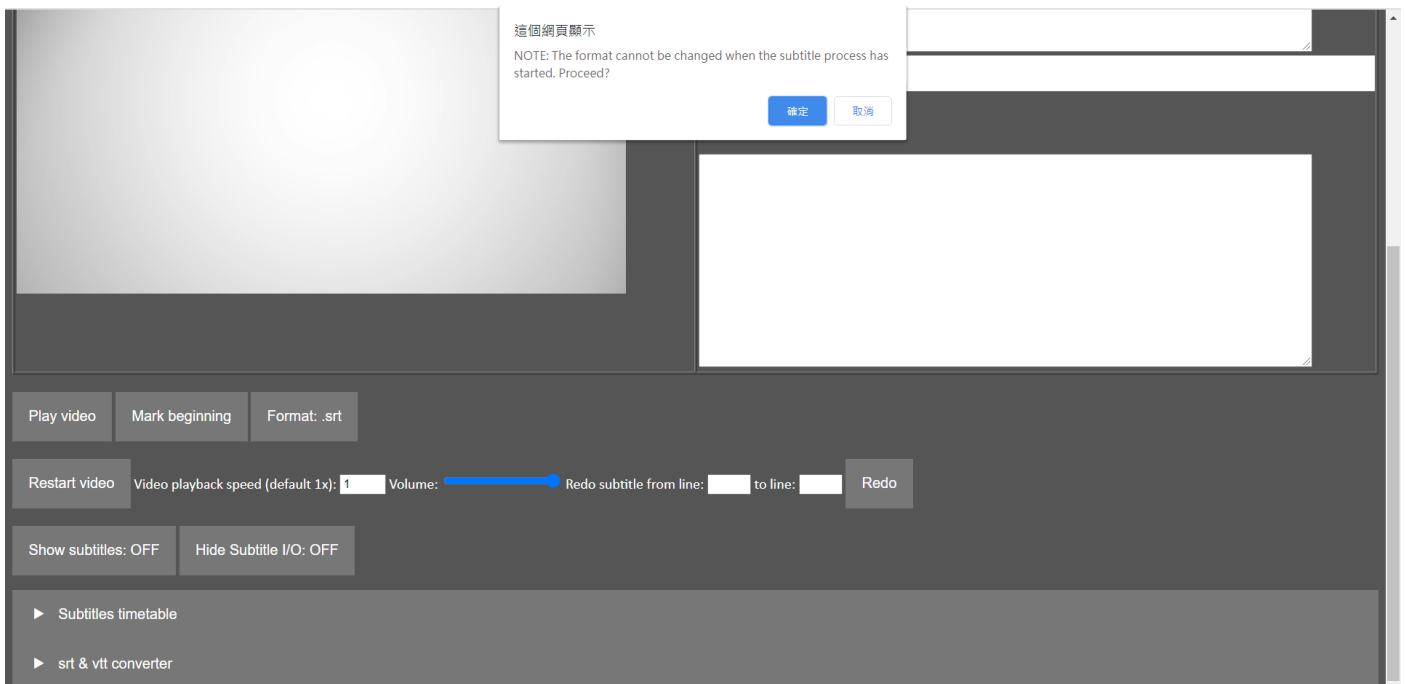 這個網頁顯示
NOTE: The format cannot be changed when the subtitle process has
started. Proceed?
確定 取消
Play video Mark beginning Format: .srt
Restart video Video playback speed (default 1x): 1 Volume: Redo subtitle from line: to line: Redo
Show subtitles: OFF Hide Subtitle I/O: OFF
▶ Subtitles timetable
▶ srt & vtt converter